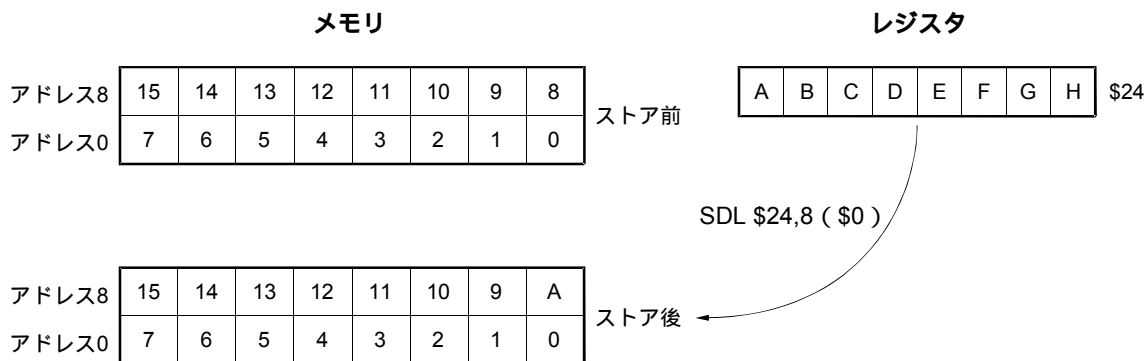 メモリ
レジスタ
アドレス8 15 14 13 12 11 10 9 8
アドレス0 7 6 5 4 3 2 1 0
ストア前
A B C D E F G H $24
SDL $24,8 ( $0 )
アドレス8 15 14 13 12 11 10 9 A
アドレス0 7 6 5 4 3 2 1 0
ストア後